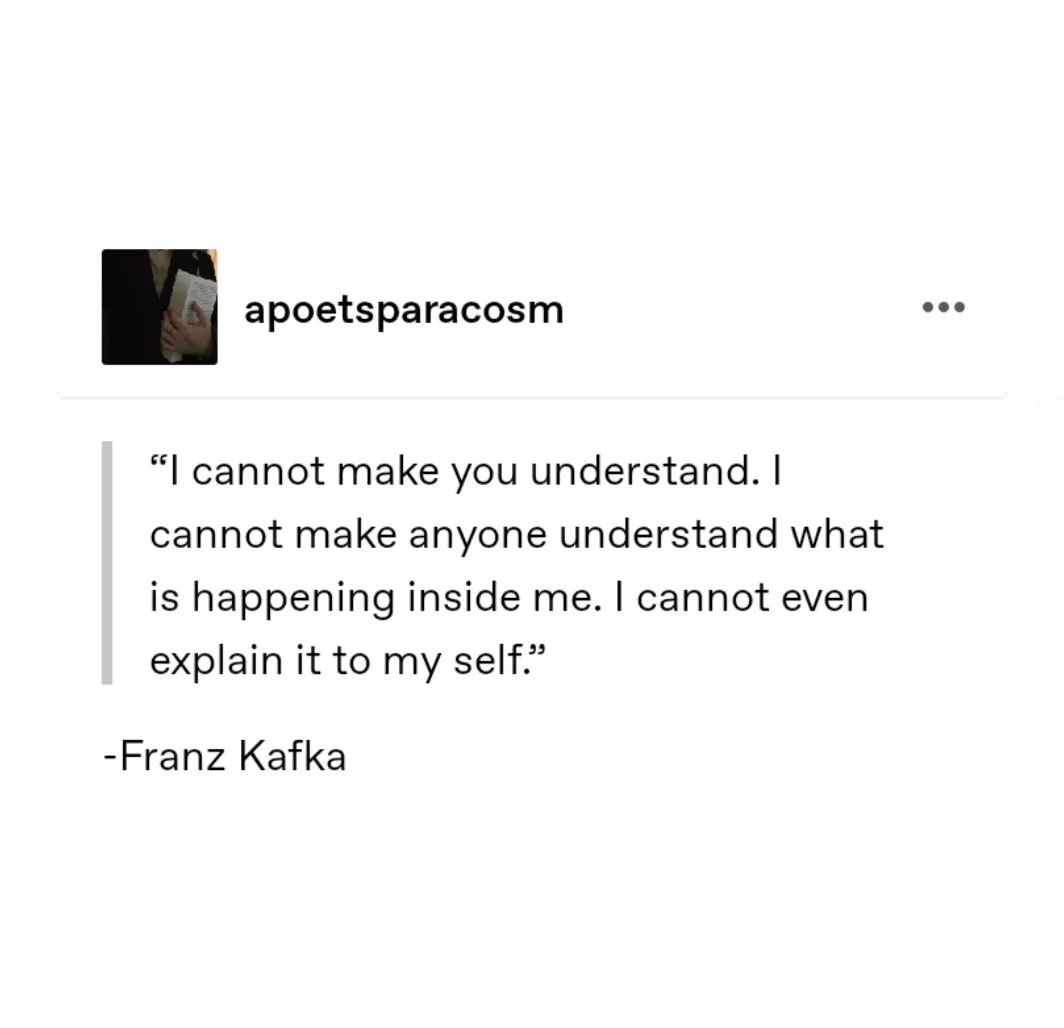 apoetsparacosm
“I cannot make you understand. I
cannot make anyone understand what
is happening inside me. I cannot even
explain it to my self.”
-Franz Kafka